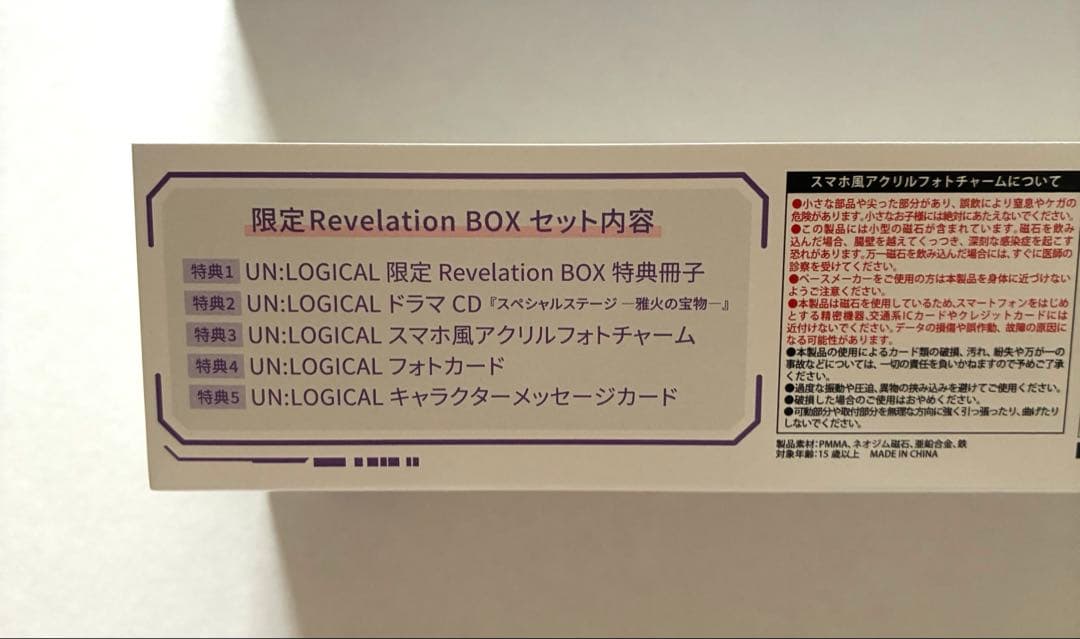 限定Revelation BOX セット内容
特典1 UN:LOGICAL 限定 Revelation BOX 特典冊子
特典2 UN:LOGICAL ドラマ CD『スペシャルステージ ―雅火の宝物―』
特典3 UN:LOGICAL スマホ風アクリルフォトチャーム
特典4 UN:LOGICAL フォトカード
特典5 UN:LOGICAL キャラクターメッセージカード
スマホ風アクリルフォトチャームについて
●小さな部品や尖った部分があり、誤飲により窒息やケガの
危険があります。小さなお子様には絶対にあたえないでください。
●この製品には小型の磁石が含まれています。磁石を飲み
込んだ場合、腸壁を越えてくっつき、深刻な感染症を起こす
恐れがあります。万一磁石を飲み込んだ場合には、すぐに医師の
診察を受けてください。
●ペースメーカーをご使用の方は本製品を身体に近づけない
ようご注意ください。
●本製品は磁石を使用しているため、スマートフォンをはじめ
とする精密機器、交通系ICカードやクレジットカードには
近付けないでください。データの損傷や誤作動、故障の原因に
なる可能性があります。
●本製品の使用によるカード類の破損、汚れ、紛失や万が一の
事故などについては、一切の責任を負いかねますので予めご了承
ください。
●過度な振動や圧迫、異物の挟み込みを避けてご使用ください。
●破損した場合のご使用はおやめください。
●可動部分や取付部分を無理な方向に強く引っ張ったり、曲げたり
しないでください。
製品素材:PMMA、ネオジム磁石、亜鉛合金、鉄
対象年齢:15 歳以上 MADE IN CHINA